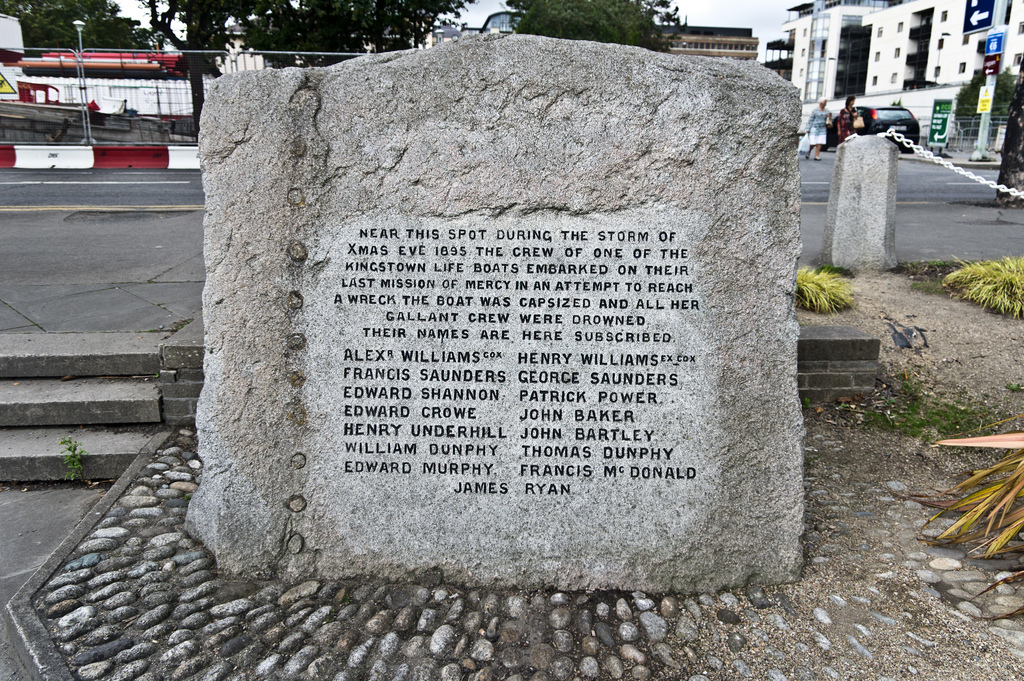 NEAR THIS SPOT DURING THE STORM OF
XMAS EVE 1895 THE CREW OF ONE OF THE
KINGSTOWN LIFE BOATS EMBARKED ON THEIR
LAST MISSION OF MERCY IN AN ATTEMPT TO REACH
A WRECK THE BOAT WAS CAPSIZED AND ALL HER
GALLANT CREW WERE DROWNED
THEIR NAMES ARE HERE SUBSCRIBED.
ALEXR WILLIAMS COX HENRY WILLIAMS EX COX
FRANCIS SAUNDERS GEORGE SAUNDERS
EDWARD SHANNON. PATRICK POWER.
EDWARD CROWE JOHN BAKER
HENRY UNDERHILL JOHN BARTLEY
WILLIAM DUNPHY THOMAS DUNPHY
EDWARD MURPHY. FRANCIS McDONALD
JAMES RYAN